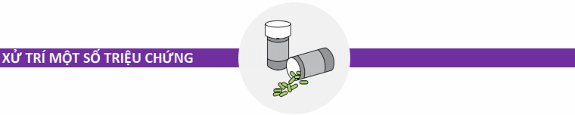 XỬ TRÍ MỘT SỐ TRIỆU CHỨNG